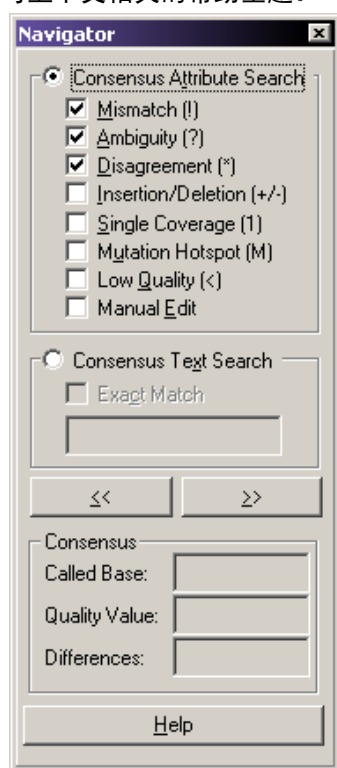 Navigator
Consensus Attribute Search
Mismatch (!)
Ambiguity (?)
Disagreement (*)
Insertion/Deletion (+/-)
Single Coverage (1)
Mutation Hotspot (M)
Low Quality (<)
Manual Edit
Consensus Text Search
Exact Match
<<
>>
Consensus
Called Base:
Quality Value:
Differences:
Help